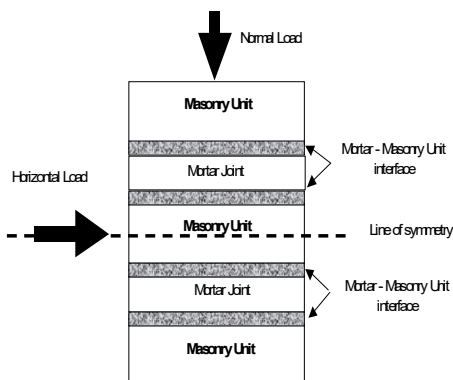 Normal Load
Masonry Unit
Mortar - Masonry Unit
interface
Mortar Joint
Horizontal Load
Masonry Unit
Line of symmetry
Mortar Joint
Mortar - Masonry Unit
interface
Masonry Unit